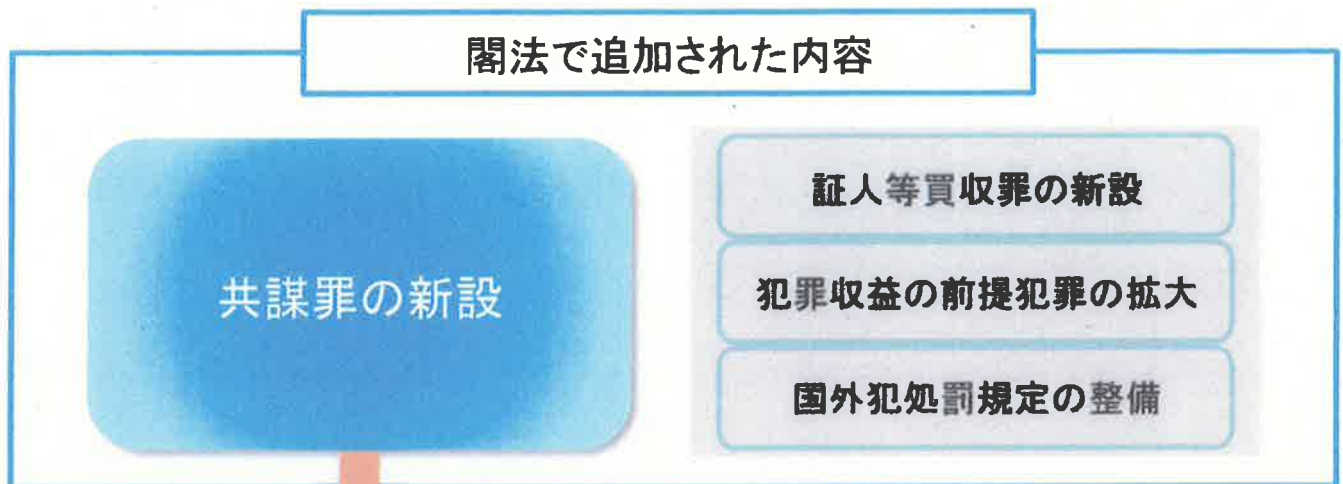 閣法で追加された内容
共謀罪の新設
証人等買収罪の新設
犯罪収益の前提犯罪の拡大
国外犯処罰規定の整備